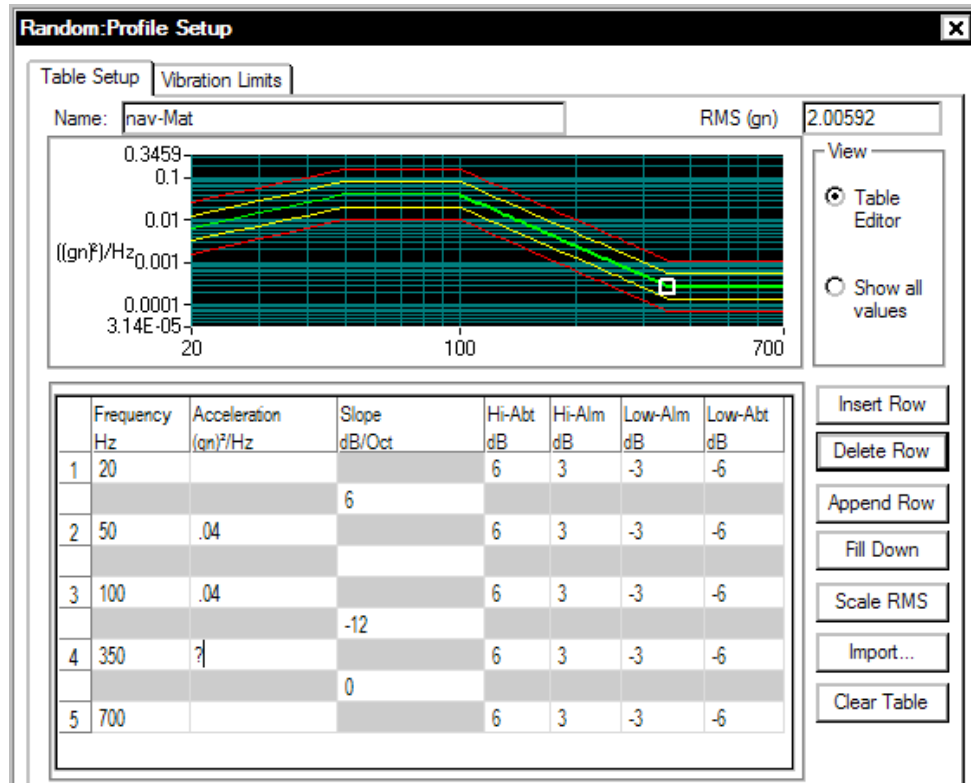 Random:Profile Setup
Table Setup Vibration Limits
Name: nav-Mat RMS (gn) 2.00592
0.3459
0.1
0.01
((gn)²)/Hz
0.001
0.0001
3.14E-05
20 100 700
View
Table Editor
Show all values
Frequency Acceleration Slope Hi-Abt Hi-Alm Low-Alm Low-Abt
Hz (gn)²/Hz dB/Oct dB dB dB dB
1 20 6 3 -3 -6
6
2 50 .04 6 3 -3 -6
3 100 .04 6 3 -3 -6
-12
4 350 ? 6 3 -3 -6
0
5 700 6 3 -3 -6
Insert Row
Delete Row
Append Row
Fill Down
Scale RMS
Import...
Clear Table